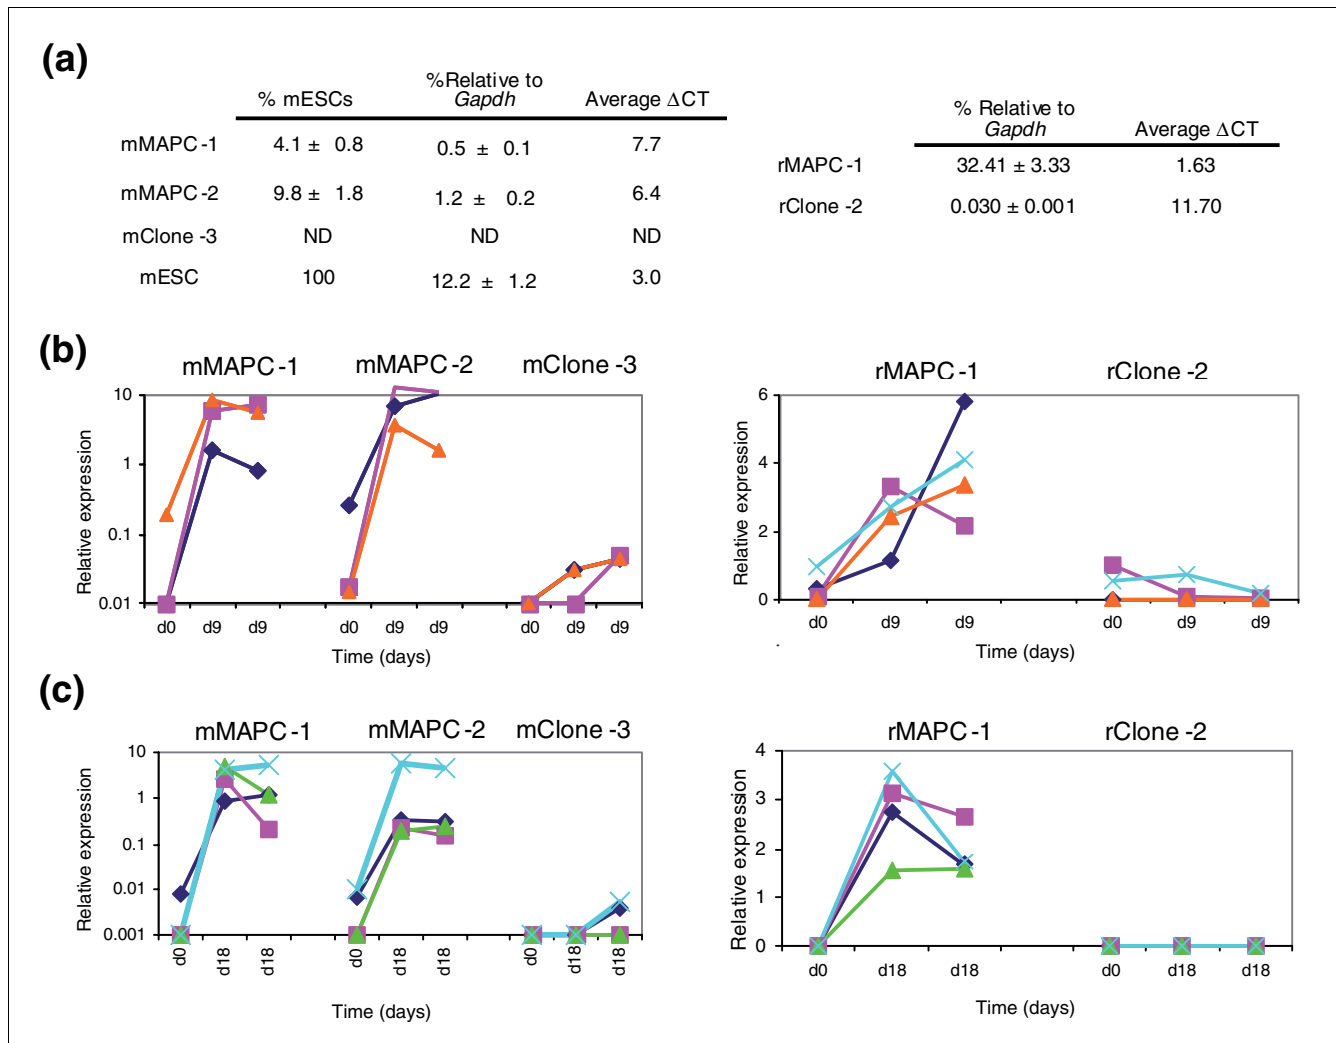 (a)
% mESCs %Relative to Gapdh Average ΔCT
mMAPC-1 4.1 ± 0.8 0.5 ± 0.1 7.7
mMAPC-2 9.8 ± 1.8 1.2 ± 0.2 6.4
mClone-3 ND ND ND
mESC 100 12.2 ± 1.2 3.0
% Relative to Gapdh Average ΔCT
rMAPC-1 32.41 ± 3.33 1.63
rClone-2 0.030 ± 0.001 11.70
(b)
mMAPC-1 mMAPC-2 mClone-3
Relative expression
10
1
0.1
0.01
d0 d9 d9 d0 d9 d9 d0 d9 d9
Time (days)
rMAPC-1 rClone-2
Relative expression
6
4
2
0
d0 d9 d9 d0 d9 d9
Time (days)
(c)
mMAPC-1 mMAPC-2 mClone-3
Relative expression
10
1
0.1
0.01
0.001
d0 d18 d18 d0 d18 d18 d0 d18 d18
Time (days)
rMAPC-1 rClone-2
Relative expression
4
3
2
1
0
d0 d18 d18 d0 d18 d18
Time (days)